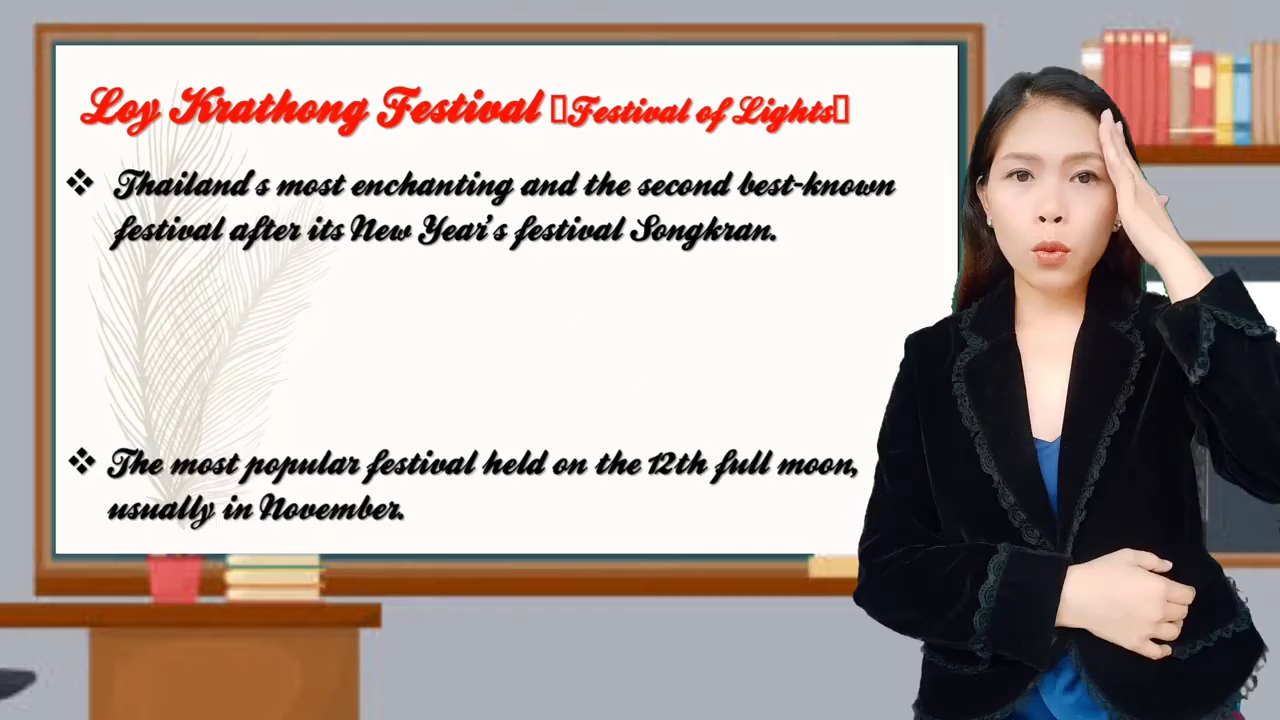 Loy Krathong Festival (Festival of Lights)
❖ Thailand s most enchanting and the second best-known
festival after its New Year's festival Songkran.
❖ The most popular festival held on the 12th full moon,
usually in November.